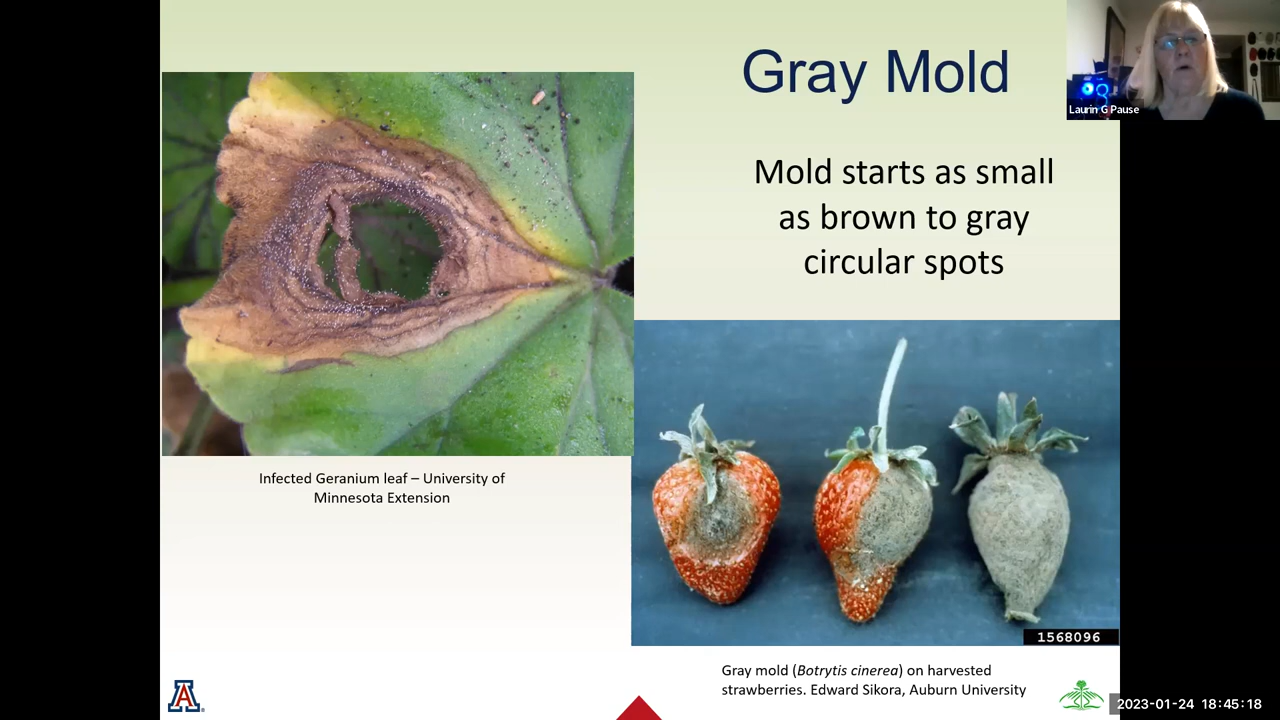 Gray Mold
Laurin G Pause
Mold starts as small
as brown to gray
circular spots
Infected Geranium leaf – University of
Minnesota Extension
1568096
Gray mold (Botrytis cinerea) on harvested
strawberries. Edward Sikora, Auburn University
A
2023-01-24 18:45:18